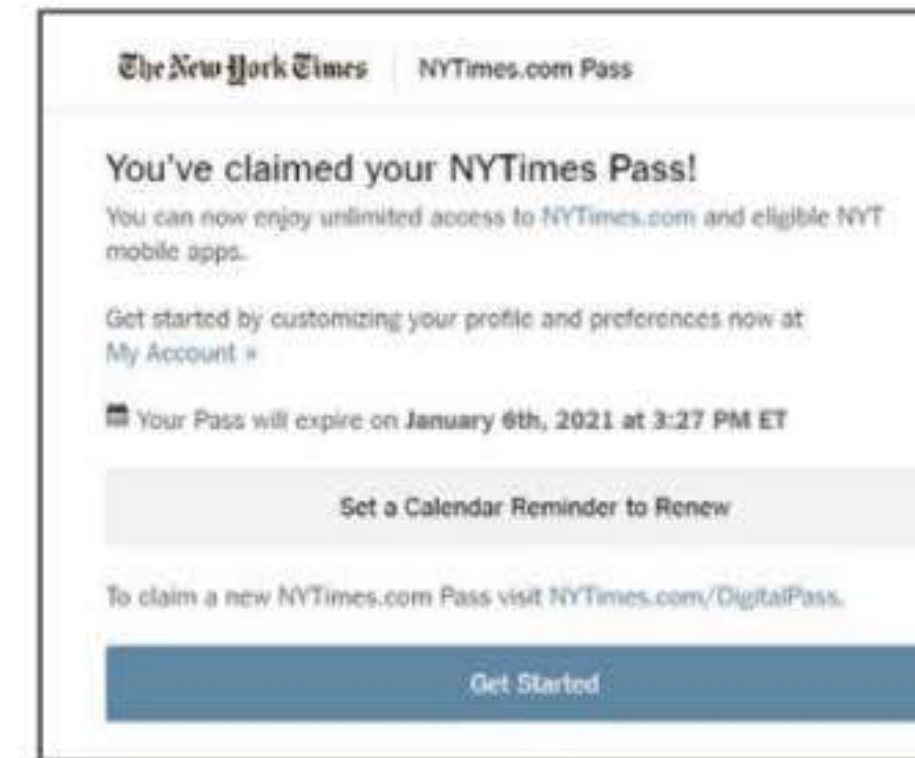 The New York Times NYTimes.com Pass
You've claimed your NYTimes Pass!
You can now enjoy unlimited access to NYTimes.com and eligible NYT
mobile apps.
Get started by customizing your profile and preferences now at
My Account »
Your Pass will expire on January 6th, 2021 at 3:27 PM ET
Set a Calendar Reminder to Renew
To claim a new NYTimes.com Pass visit NYTimes.com/DigitalPass.
Get Started